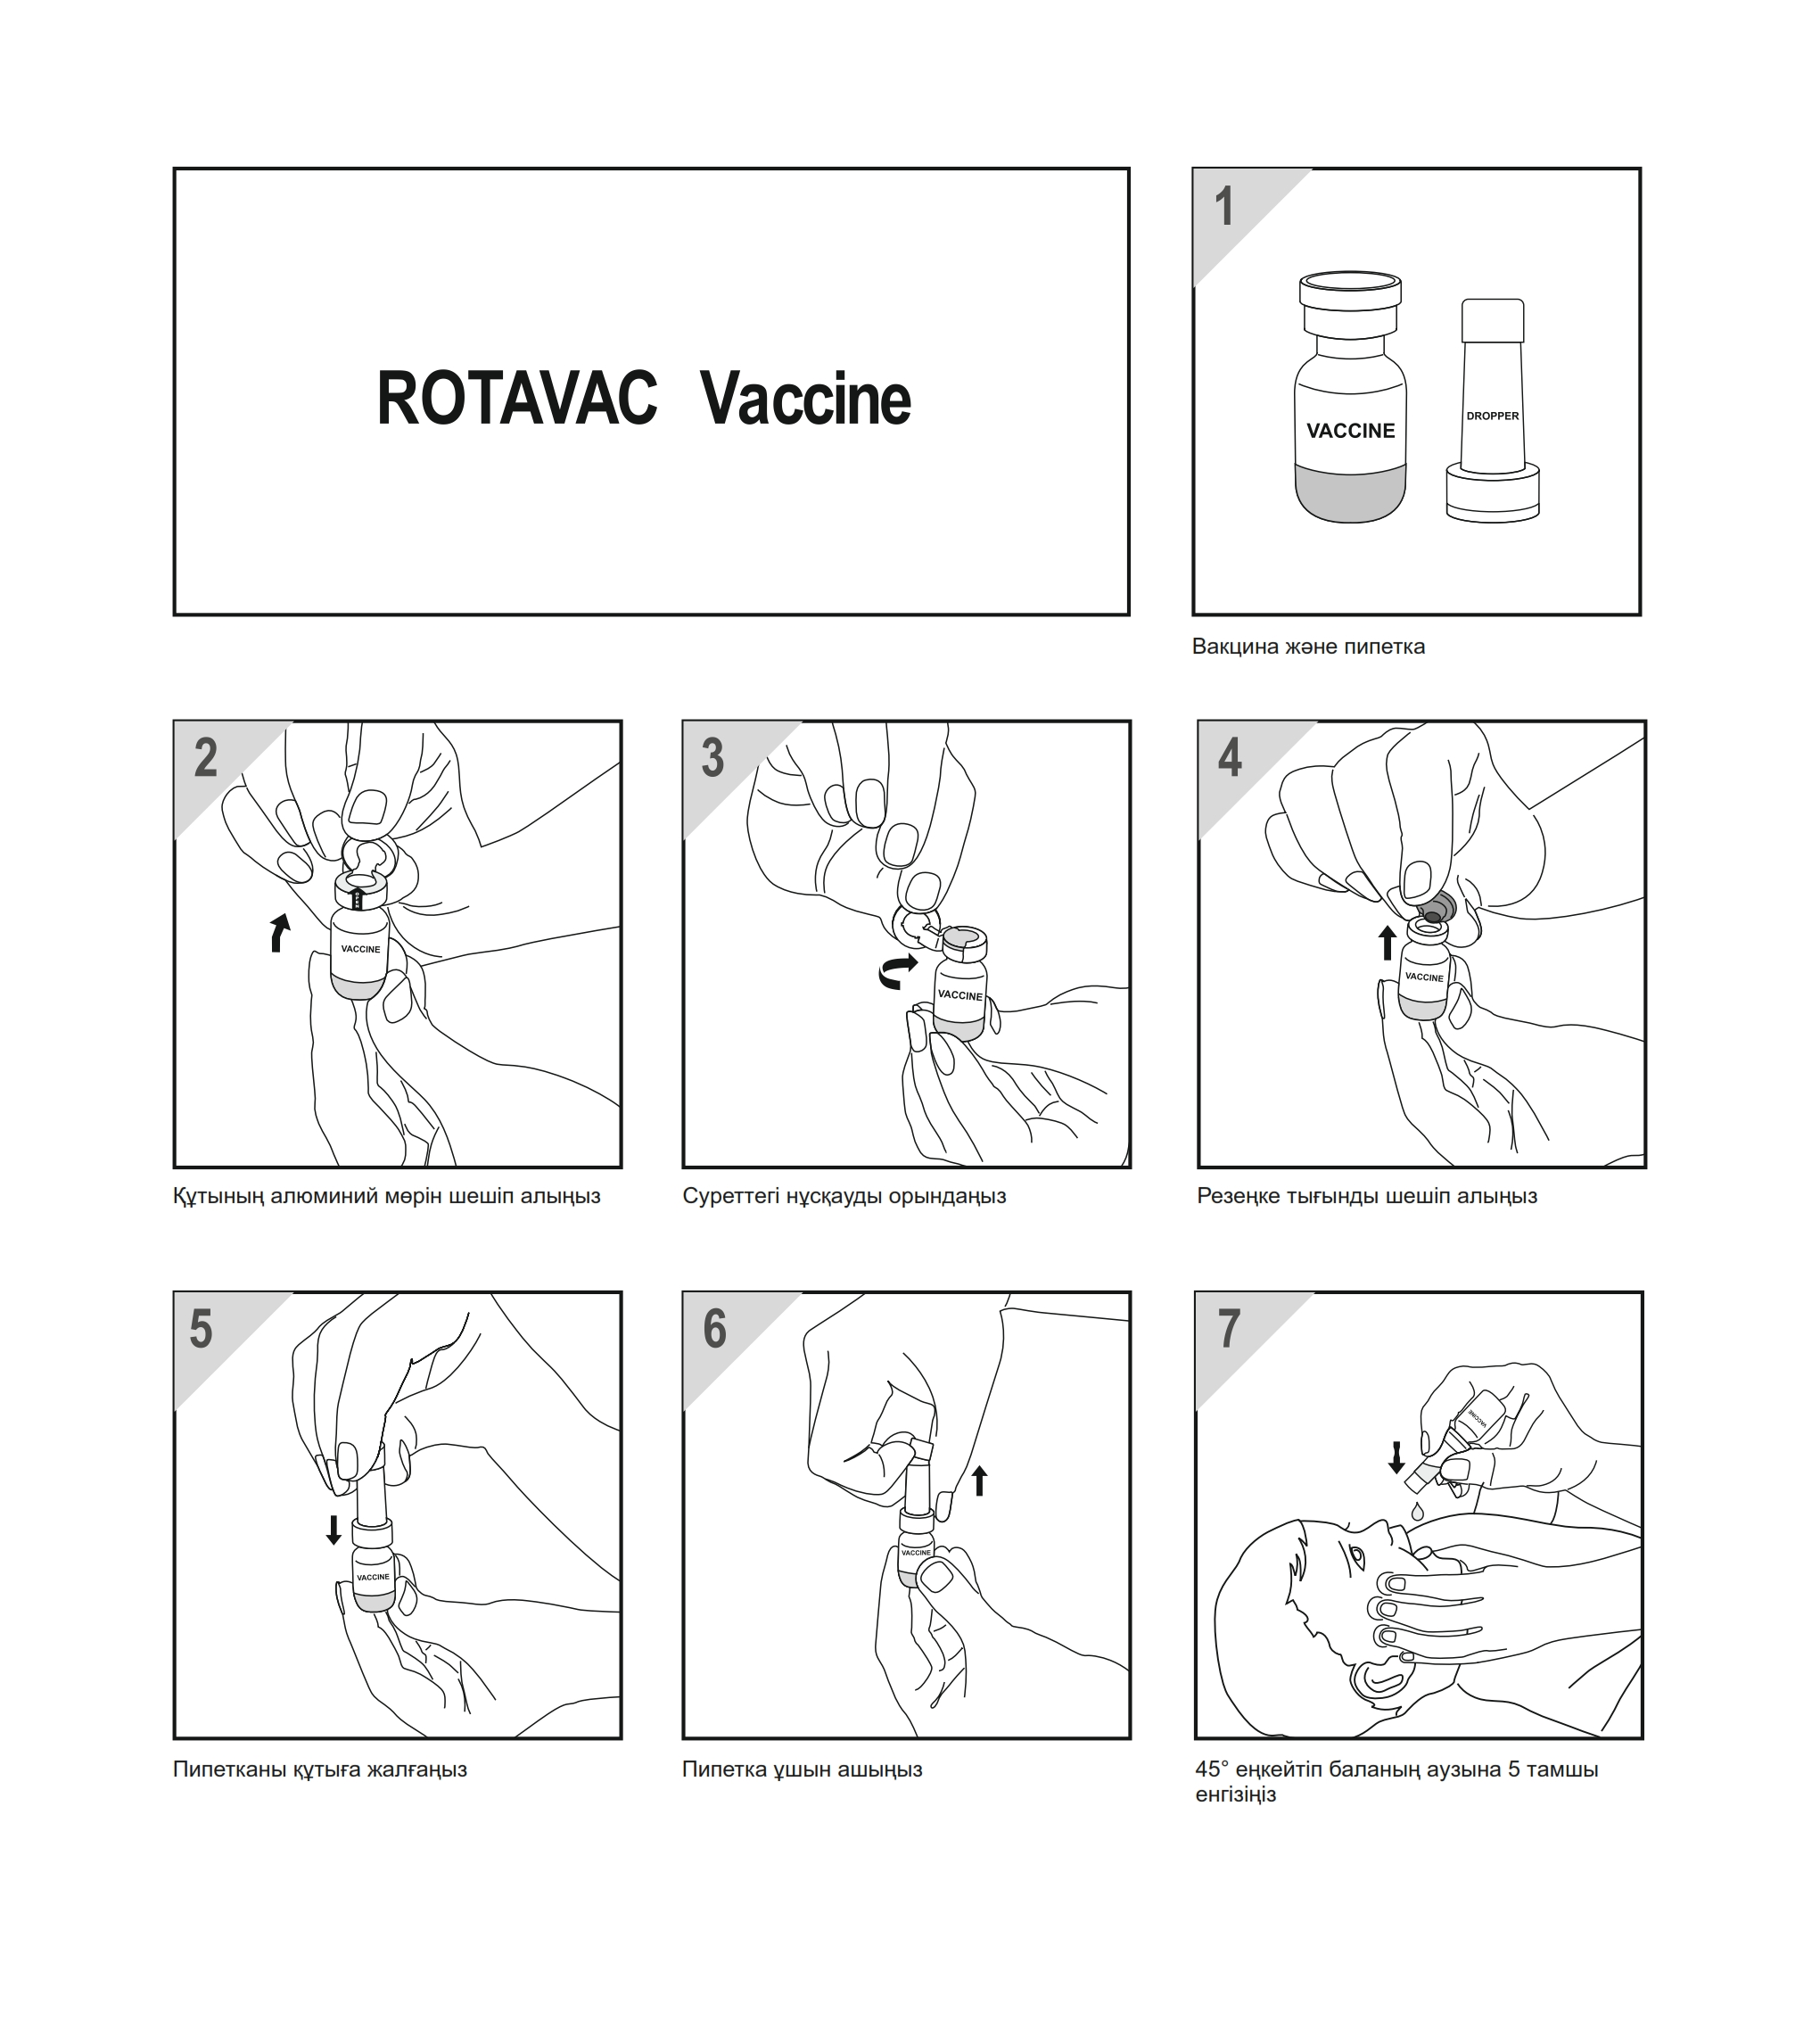 ROTAVAC Vaccine
1
VACCINE
DROPPER
Вакцина және пипетка
2
VACCINE
Құтының алюминий мөрін шешіп алыңыз
3
VACCINE
Суреттегі нұсқауды орындаңыз
4
VACCINE
Резеңке тығынды шешіп алыңыз
5
VACCINE
Пипетканы құтыға жалғаңыз
6
VACCINE
Пипетка ұшын ашыңыз
7
VACCINE
45° еңкейтіп баланың аузына 5 тамшы
енгізіңіз